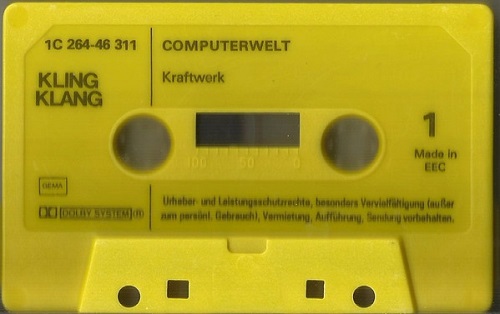 1C 264-46 311
COMPUTERWELT
KLING
KLANG
Kraftwerk
100 50 0
1
Made in
EEC
GEMA
DOLBY SYSTEM ®
Urheber- und Leistungsschutzrechte, besonders Vervielfältigung (außer
zum persönl. Gebrauch), Vermietung, Aufführung, Sendung vorbehalten.